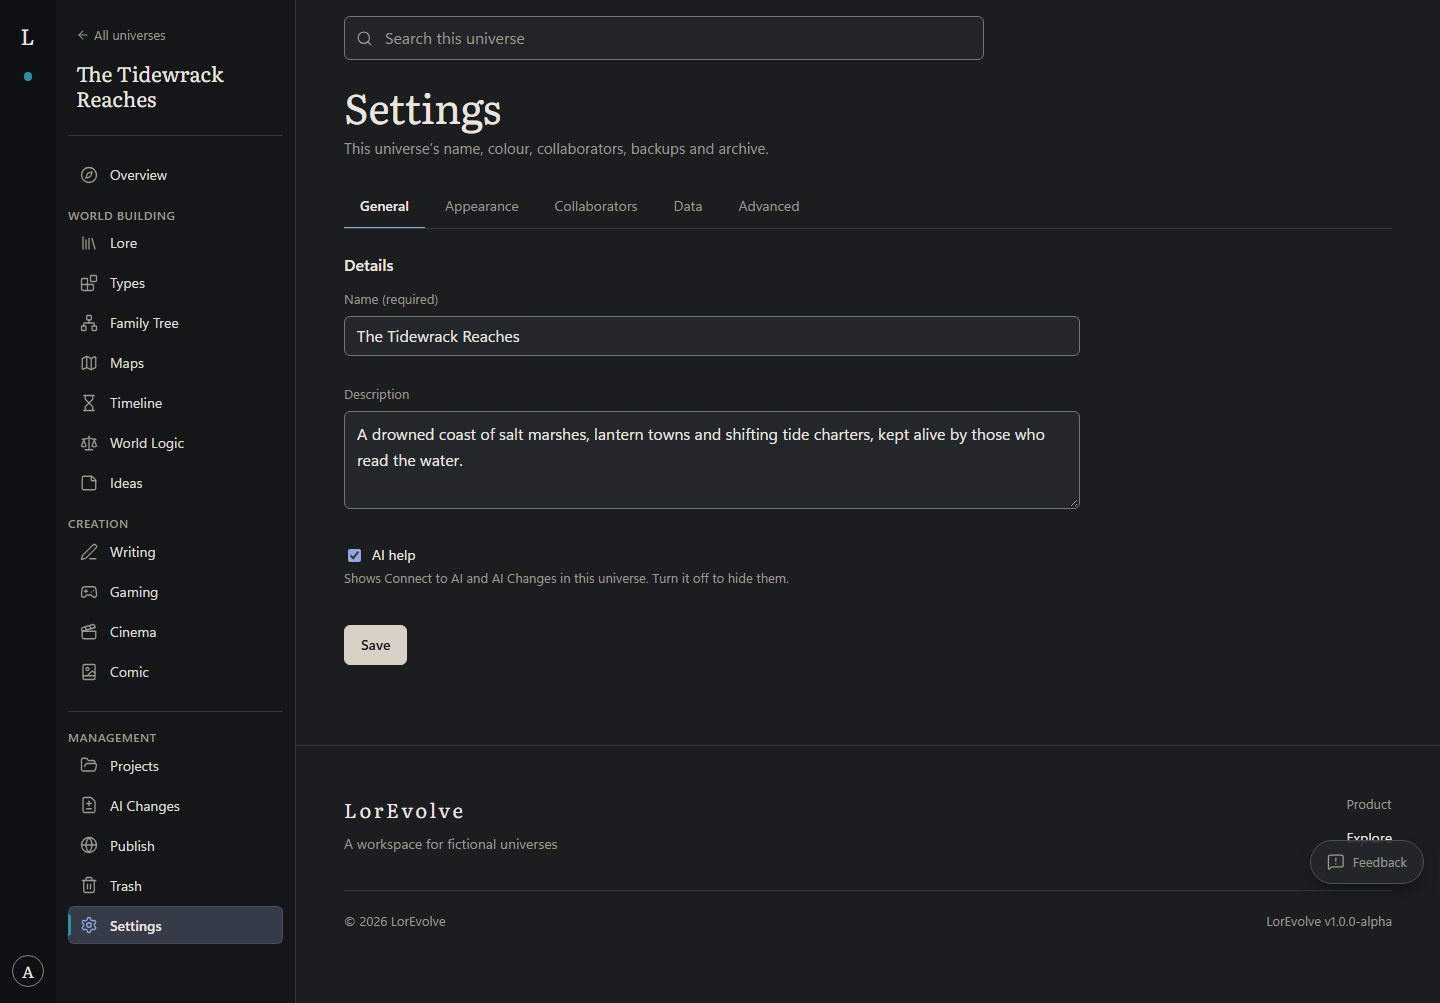 L
All universes
The Tidewrack
Reaches
Overview
WORLD BUILDING
Lore
Types
Family Tree
Maps
Timeline
World Logic
Ideas
CREATION
Writing
Gaming
Cinema
Comic
MANAGEMENT
Projects
AI Changes
Publish
Trash
Settings
A
Search this universe
Settings
This universe's name, colour, collaborators, backups and archive.
General Appearance Collaborators Data Advanced
Details
Name (required)
The Tidewrack Reaches
Description
A drowned coast of salt marshes, lantern towns and shifting tide charters, kept alive by those who
read the water.
AI help
Shows Connect to AI and AI Changes in this universe. Turn it off to hide them.
Save
LorEvolve
A workspace for fictional universes
Product
Explore
Feedback
© 2026 LorEvolve
LorEvolve v1.0.0-alpha